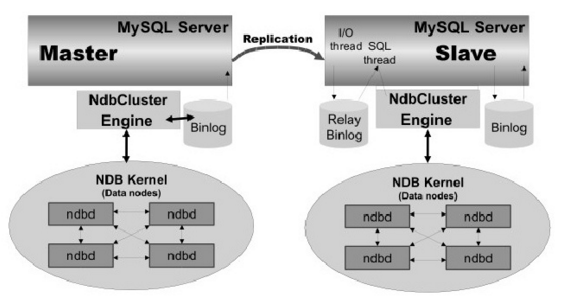 MySQL Server
Master
Replication
MySQL Server
I/O
thread
SQL
thread
Slave
NdbCluster
Engine
Binlog
Relay
Binlog
NdbCluster
Engine
Binlog
NDB Kernel
(Data nodes)
ndbd
ndbd
ndbd
ndbd
NDB Kernel
(Data nodes)
ndbd
ndbd
ndbd
ndbd